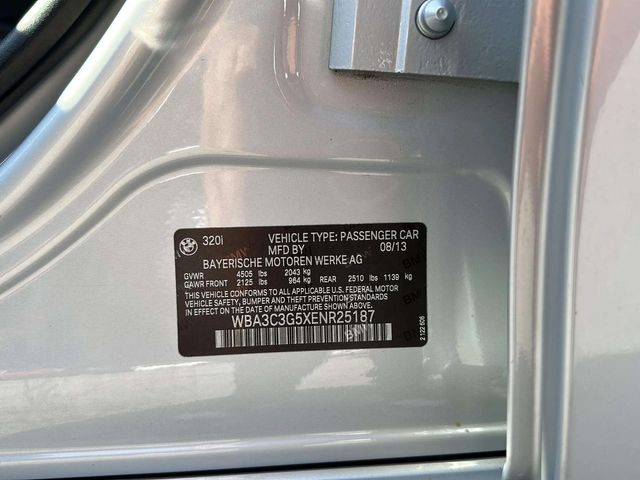 320i VEHICLE TYPE: PASSENGER CAR
MFD BY 08/13
BAYERISCHE MOTOREN WERKE AG
GVWR 4505 lbs 2043 kg
GAWR FRONT 2125 lbs 964 kg REAR 2510 lbs 1139 kg
THIS VEHICLE CONFORMS TO ALL APPLICABLE U.S. FEDERAL MOTOR
VEHICLE SAFETY, BUMPER AND THEFT PREVENTION STANDARDS
IN EFFECT ON THE DATE OF MANUFACTURE SHOWN ABOVE.
WBA3C3G5XENR25187